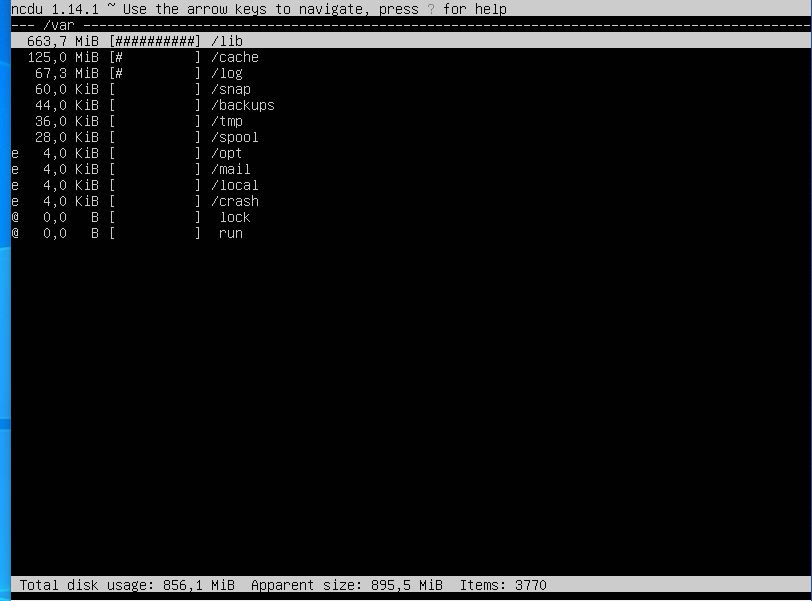 ncdu 1.14.1 ~ Use the arrow keys to navigate, press ? for help
--- /var ----------------------------------------------------------------------------------------
  663,7 MiB [##########] /lib
  125,0 MiB [#         ] /cache
   67,3 MiB [#         ] /log
   60,0 KiB [          ] /snap
   44,0 KiB [          ] /backups
   36,0 KiB [          ] /tmp
   28,0 KiB [          ] /spool
e   4,0 KiB [          ] /opt
e   4,0 KiB [          ] /mail
e   4,0 KiB [          ] /local
e   4,0 KiB [          ] /crash
@   0,0   B [          ]  lock
@   0,0   B [          ]  run
Total disk usage: 856,1 MiB  Apparent size: 895,5 MiB  Items: 3770